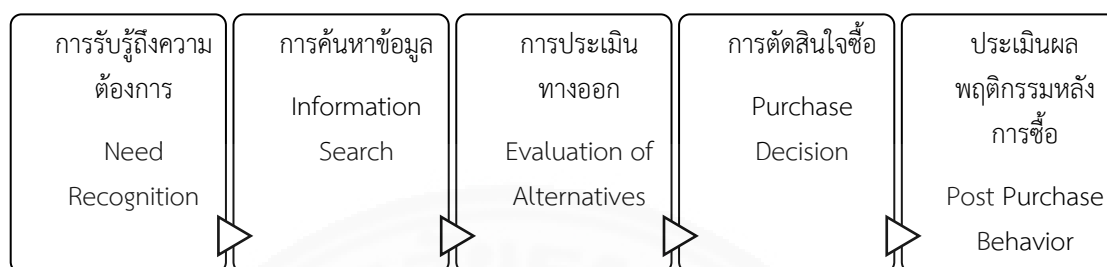 การรับรู้ถึงความ
ต้องการ
Need
Recognition
การค้นหาข้อมูล
Information
Search
การประเมิน
ทางออก
Evaluation of
Alternatives
การตัดสินใจซื้อ
Purchase
Decision
ประเมินผล
พฤติกรรมหลัง
การซื้อ
Post Purchase
Behavior